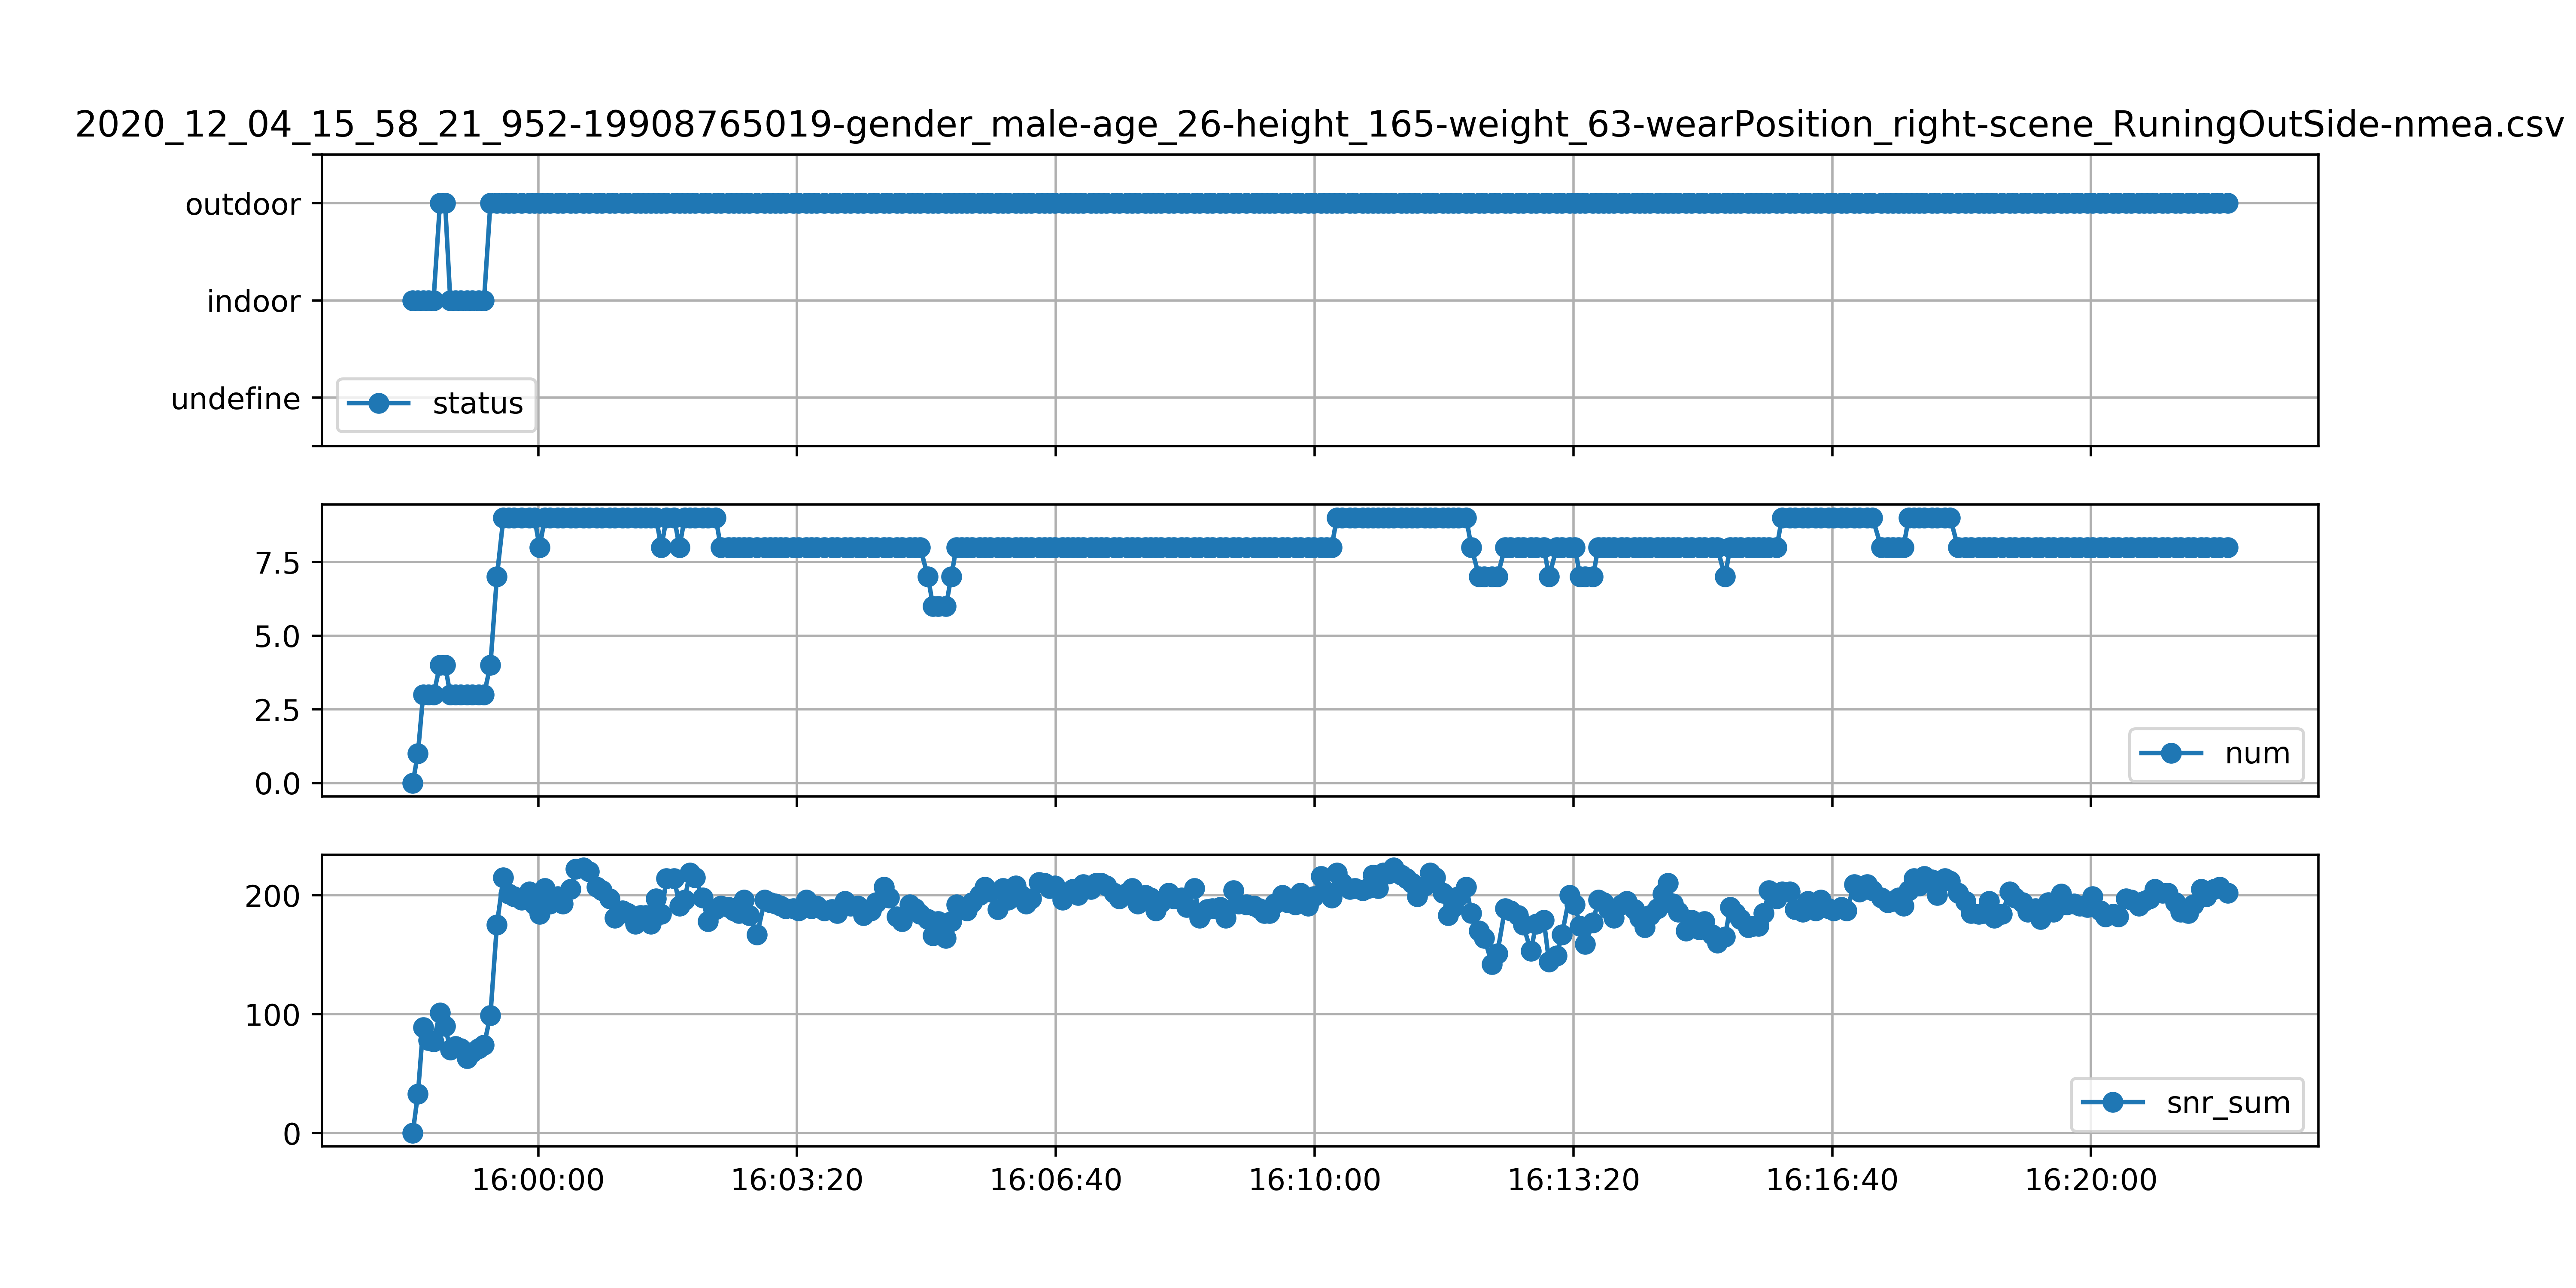 2020_12_04_15_58_21_952-19908765019-gender_male-age_26-height_165-weight_63-wearPosition_right-scene_RuningOutSide-nmea.csv
outdoor
indoor
undefine
status
7.5
5.0
2.5
0.0
num
200
100
0
snr_sum
16:00:00 16:03:20 16:06:40 16:10:00 16:13:20 16:16:40 16:20:00